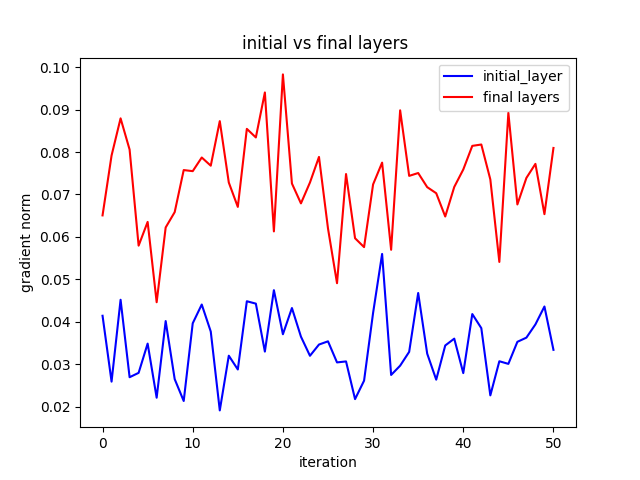 initial vs final layers
initial_layer
final layers
0.10
0.09
0.08
0.07
0.06
0.05
0.04
0.03
0.02
gradient norm
0 10 20 30 40 50
iteration